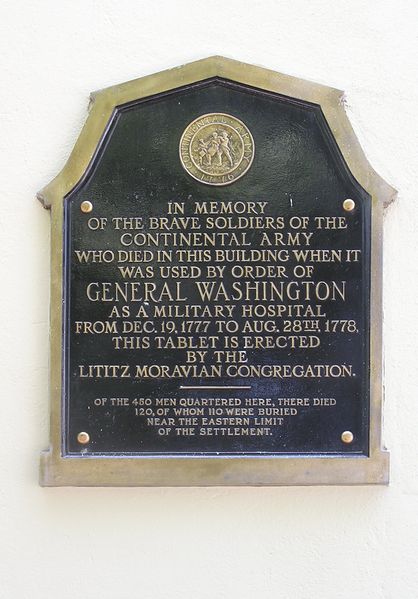 CONTINENTAL ARMY
1776
IN MEMORY
OF THE BRAVE SOLDIERS OF THE
CONTINENTAL ARMY
WHO DIED IN THIS BUILDING WHEN IT
WAS USED BY ORDER OF
GENERAL WASHINGTON
AS A MILITARY HOSPITAL
FROM DEC. 19, 1777 TO AUG. 28TH 1778.
THIS TABLET IS ERECTED
BY THE
LITITZ MORAVIAN CONGREGATION.
OF THE 450 MEN QUARTERED HERE, THERE DIED
120, OF WHOM 110 WERE BURIED
NEAR THE EASTERN LIMIT
OF THE SETTLEMENT.